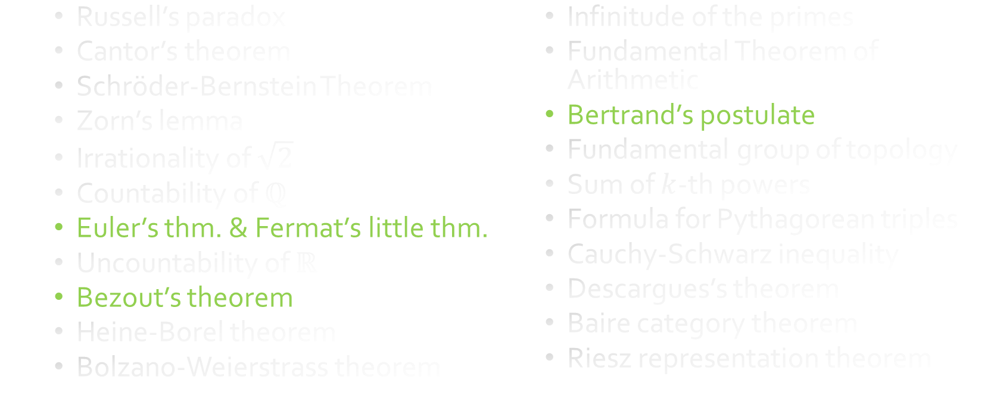 • Russell’s paradox
• Cantor’s theorem
• Schröder-Bernstein Theorem
• Zorn’s lemma
• Irrationality of √2
• Countability of ℚ
• Euler’s thm. & Fermat’s little thm.
• Uncountability of ℝ
• Bezout’s theorem
• Heine-Borel theorem
• Bolzano-Weierstrass theorem
• Infinitude of the primes
• Fundamental Theorem of
Arithmetic
• Bertrand’s postulate
• Fundamental group of topology
• Sum of k-th powers
• Formula for Pythagorean triples
• Cauchy-Schwarz inequality
• Descargues’s theorem
• Baire category theorem
• Riesz representation theorem